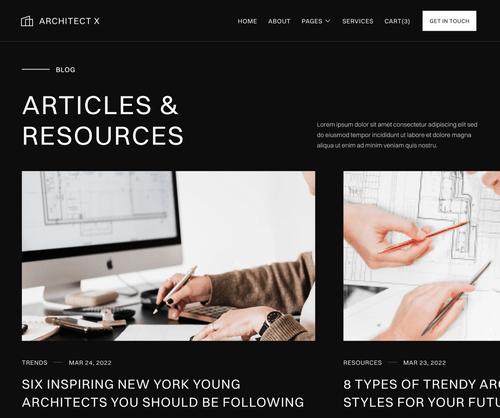 ARCHITECT X
HOME ABOUT PAGES SERVICES CART(3) GET IN TOUCH
BLOG
ARTICLES &
RESOURCES
Lorem ipsum dolor sit amet consectetur adipiscing elit sed
do eiusmod tempor incididunt ut labore et dolore magna
aliqua ut enim ad minim veniam quis nostru.
TRENDS — MAR 24, 2022
SIX INSPIRING NEW YORK YOUNG
ARCHITECTS YOU SHOULD BE FOLLOWING
RESOURCES — MAR 23, 2022
8 TYPES OF TRENDY AR
STYLES FOR YOUR FUTU